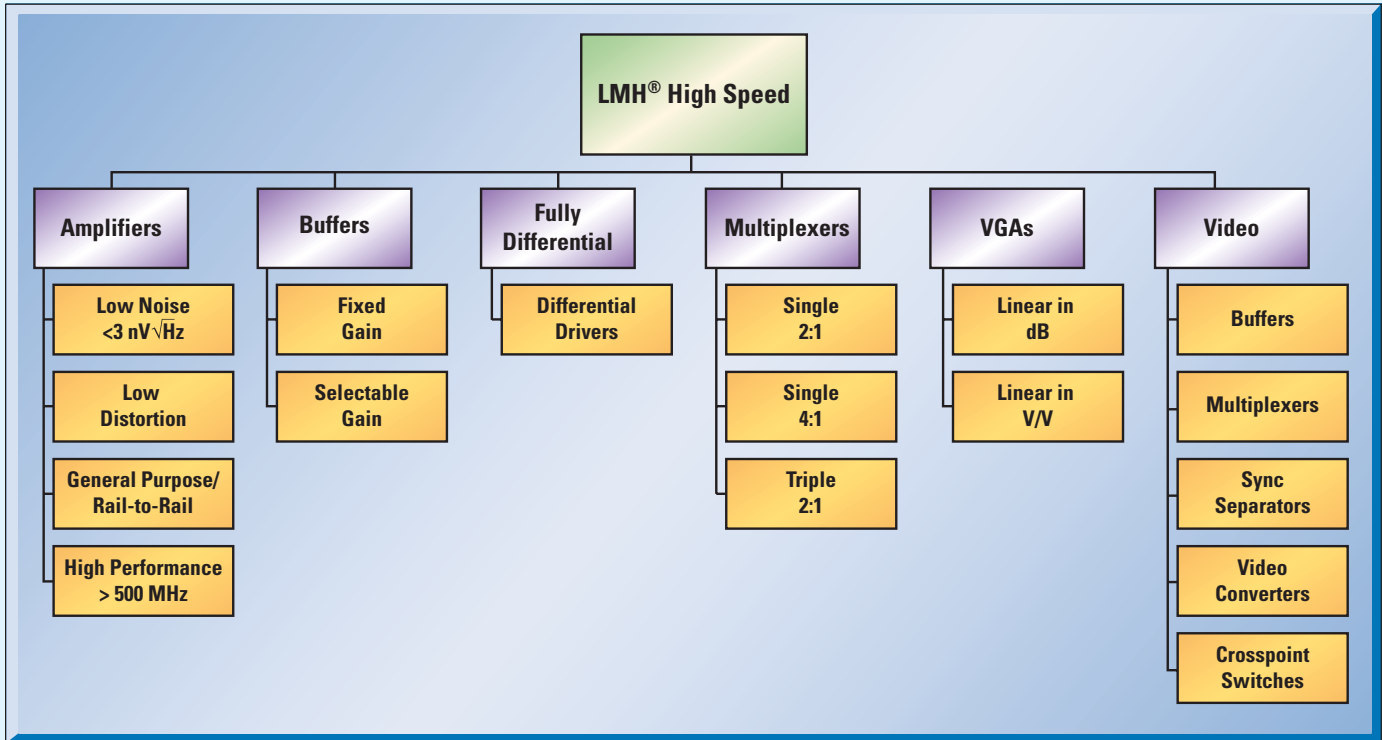 LMH® High Speed
Amplifiers
Low Noise
<3 nV√Hz
Low
Distortion
General Purpose/
Rail-to-Rail
High Performance
> 500 MHz
Buffers
Fixed
Gain
Selectable
Gain
Fully
Differential
Differential
Drivers
Multiplexers
Single
2:1
Single
4:1
Triple
2:1
VGAs
Linear in
dB
Linear in
V/V
Video
Buffers
Multiplexers
Sync
Separators
Video
Converters
Crosspoint
Switches